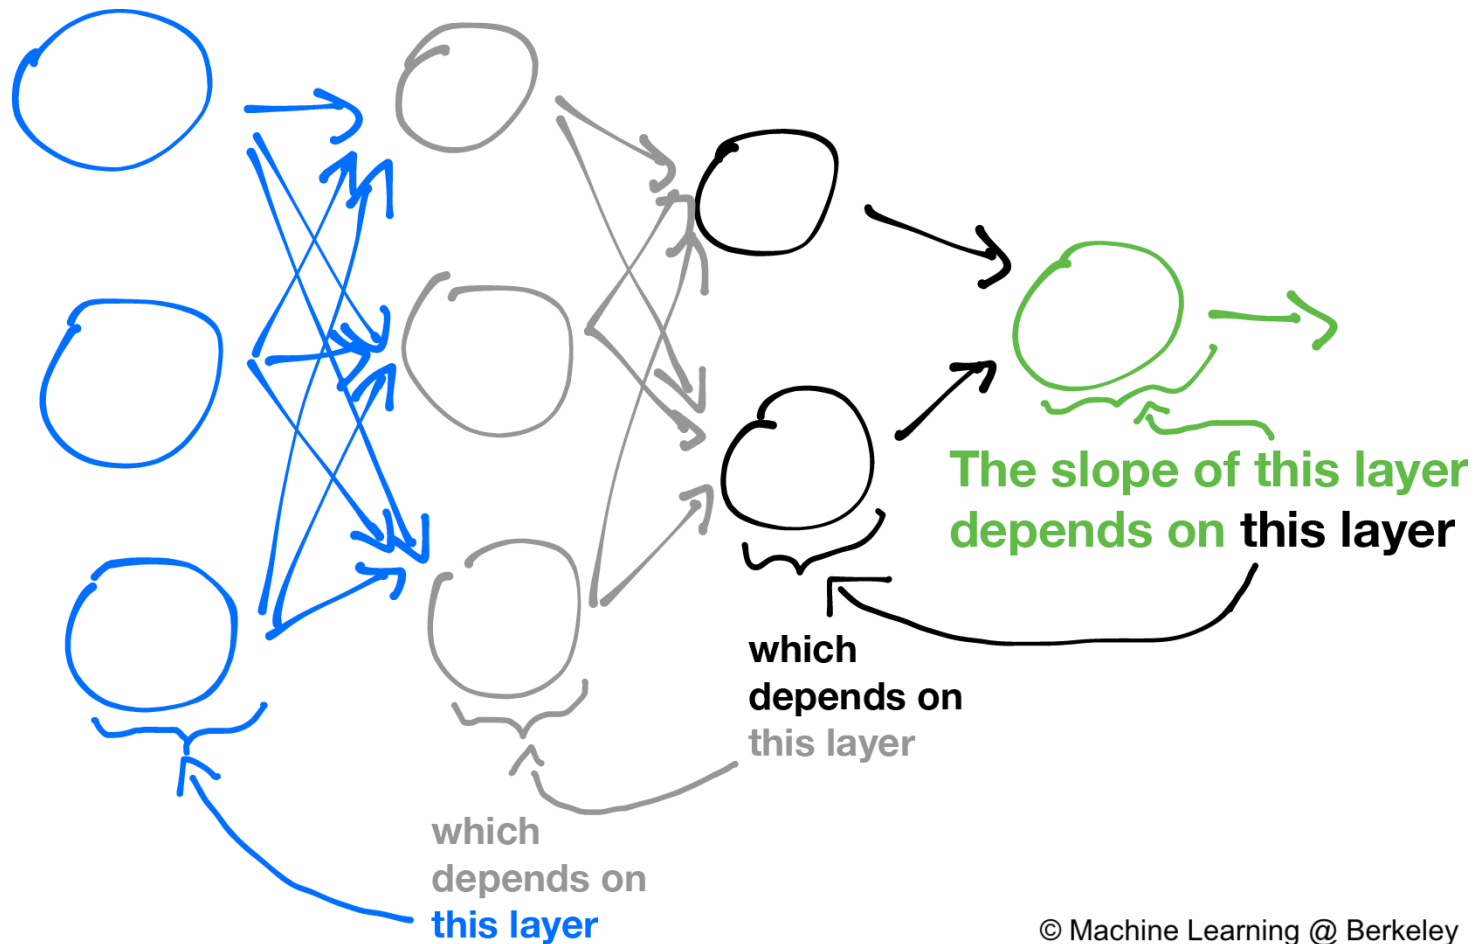 The slope of this layer
depends on this layer
which
depends on
this layer
which
depends on
this layer
© Machine Learning @ Berkeley